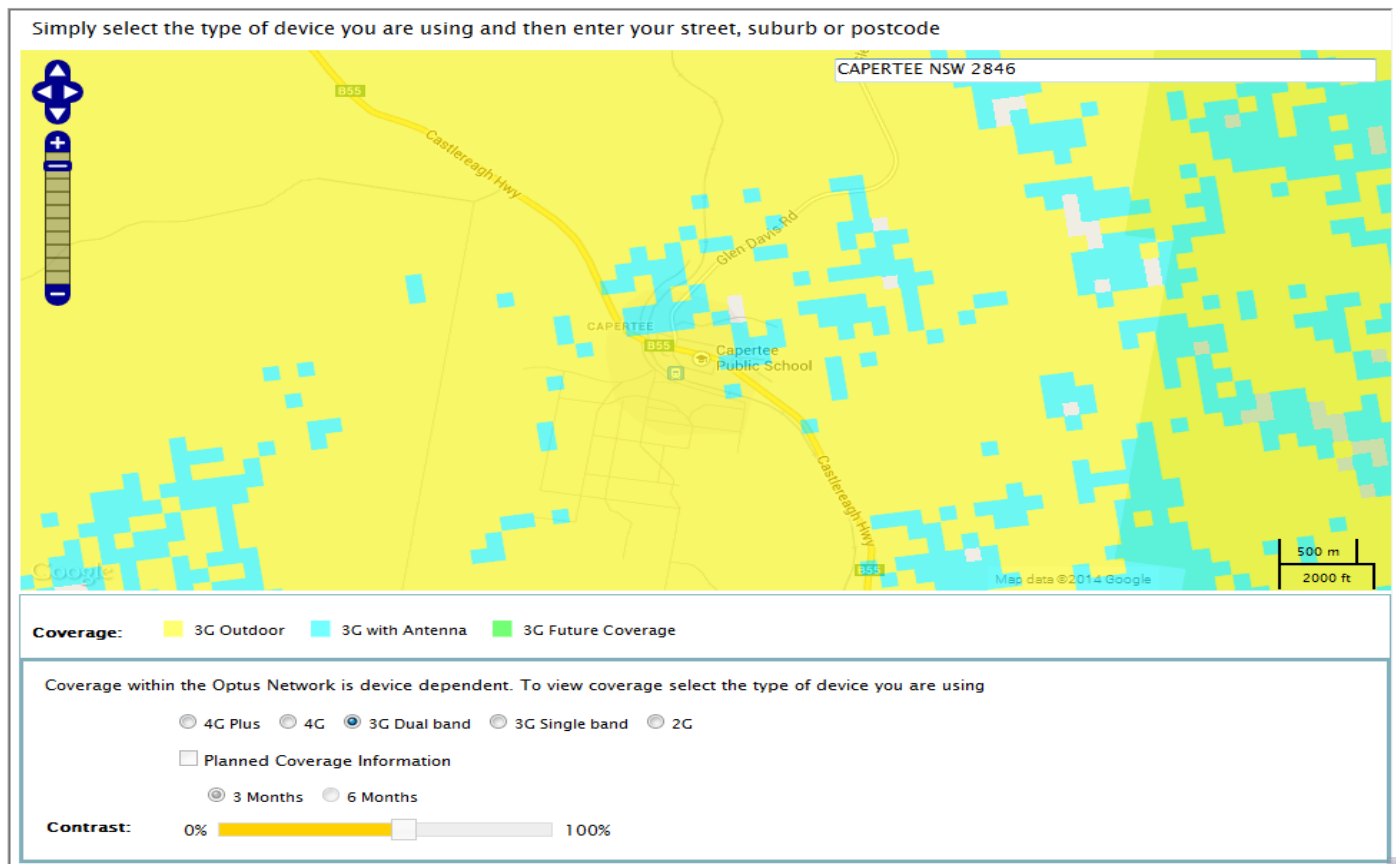 Simply select the type of device you are using and then enter your street, suburb or postcode
CAPERTEE NSW 2846
B55
Castlereagh Hwy
Glen Davis Rd
CAPERTEE
B55
Capertee
Public School
Castlereagh Hwy
B55
Google
Map data ©2014 Google
500 m
2000 ft
Coverage: 3G Outdoor 3G with Antenna 3G Future Coverage
Coverage within the Optus Network is device dependent. To view coverage select the type of device you are using
4G Plus 4G 3G Dual band 3G Single band 2G
Planned Coverage Information
3 Months 6 Months
Contrast: 0% 100%